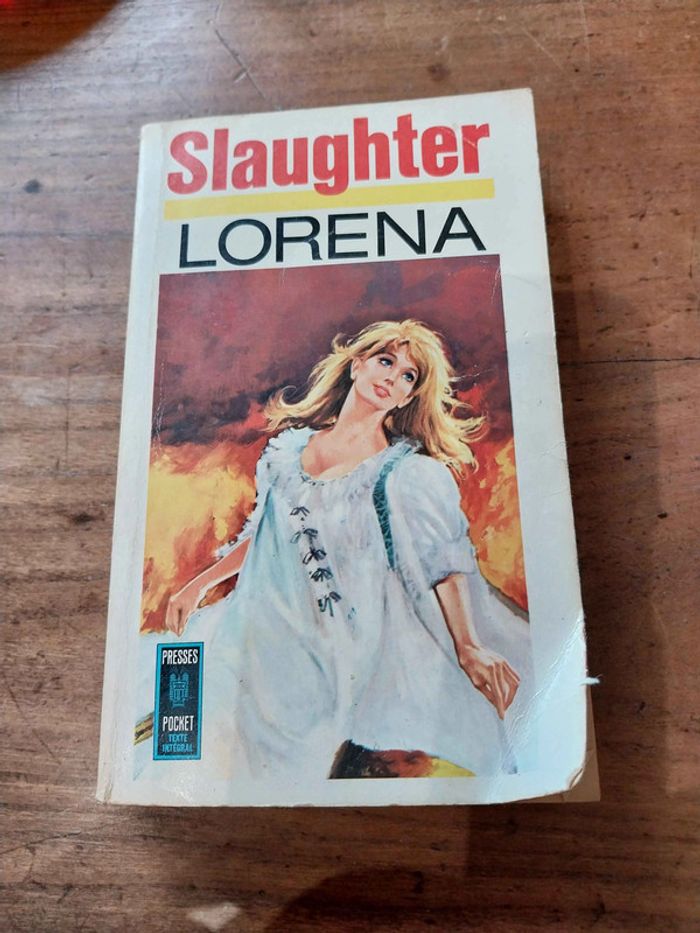 Slaughter
LORENA
PRESSES
POCKET
TEXTE
INTÉGRAL